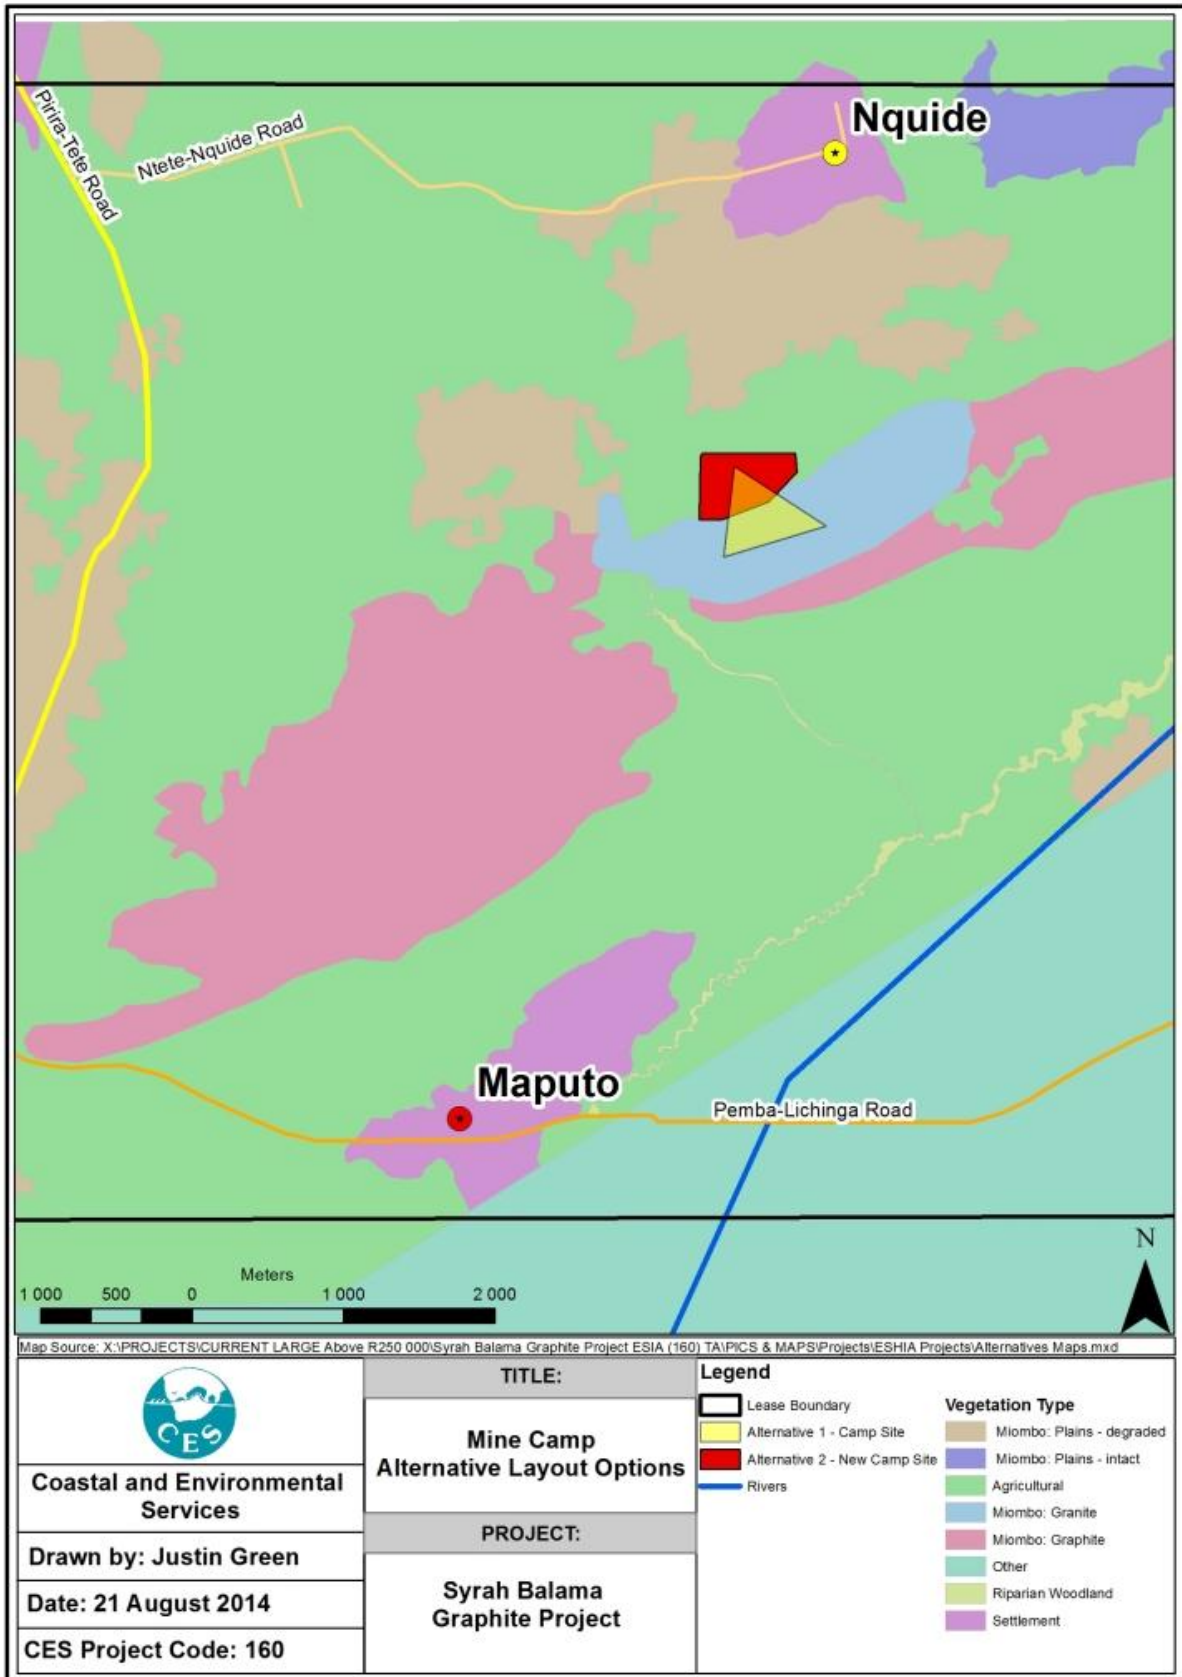 Nquide
Pirira-Tete Road
Ntete-Nquide Road
Maputo
Pemba-Lichinga Road
N
Meters
1 000 500 0 1 000 2 000
Map Source: X:\PROJECTS\CURRENT LARGE Above R250 000\Syrah Balama Graphite Project ESIA (160) TA\PICS & MAPS\Projects\ESHIA Projects\Alternatives Maps.mxd
CES
Coastal and Environmental
Services
Drawn by: Justin Green
Date: 21 August 2014
CES Project Code: 160
TITLE:
Mine Camp
Alternative Layout Options
PROJECT:
Syrah Balama
Graphite Project
Legend
Lease Boundary
Alternative 1 - Camp Site
Alternative 2 - New Camp Site
Rivers
Vegetation Type
Miombo: Plains - degraded
Miombo: Plains - intact
Agricultural
Miombo: Granite
Miombo: Graphite
Other
Riparian Woodland
Settlement